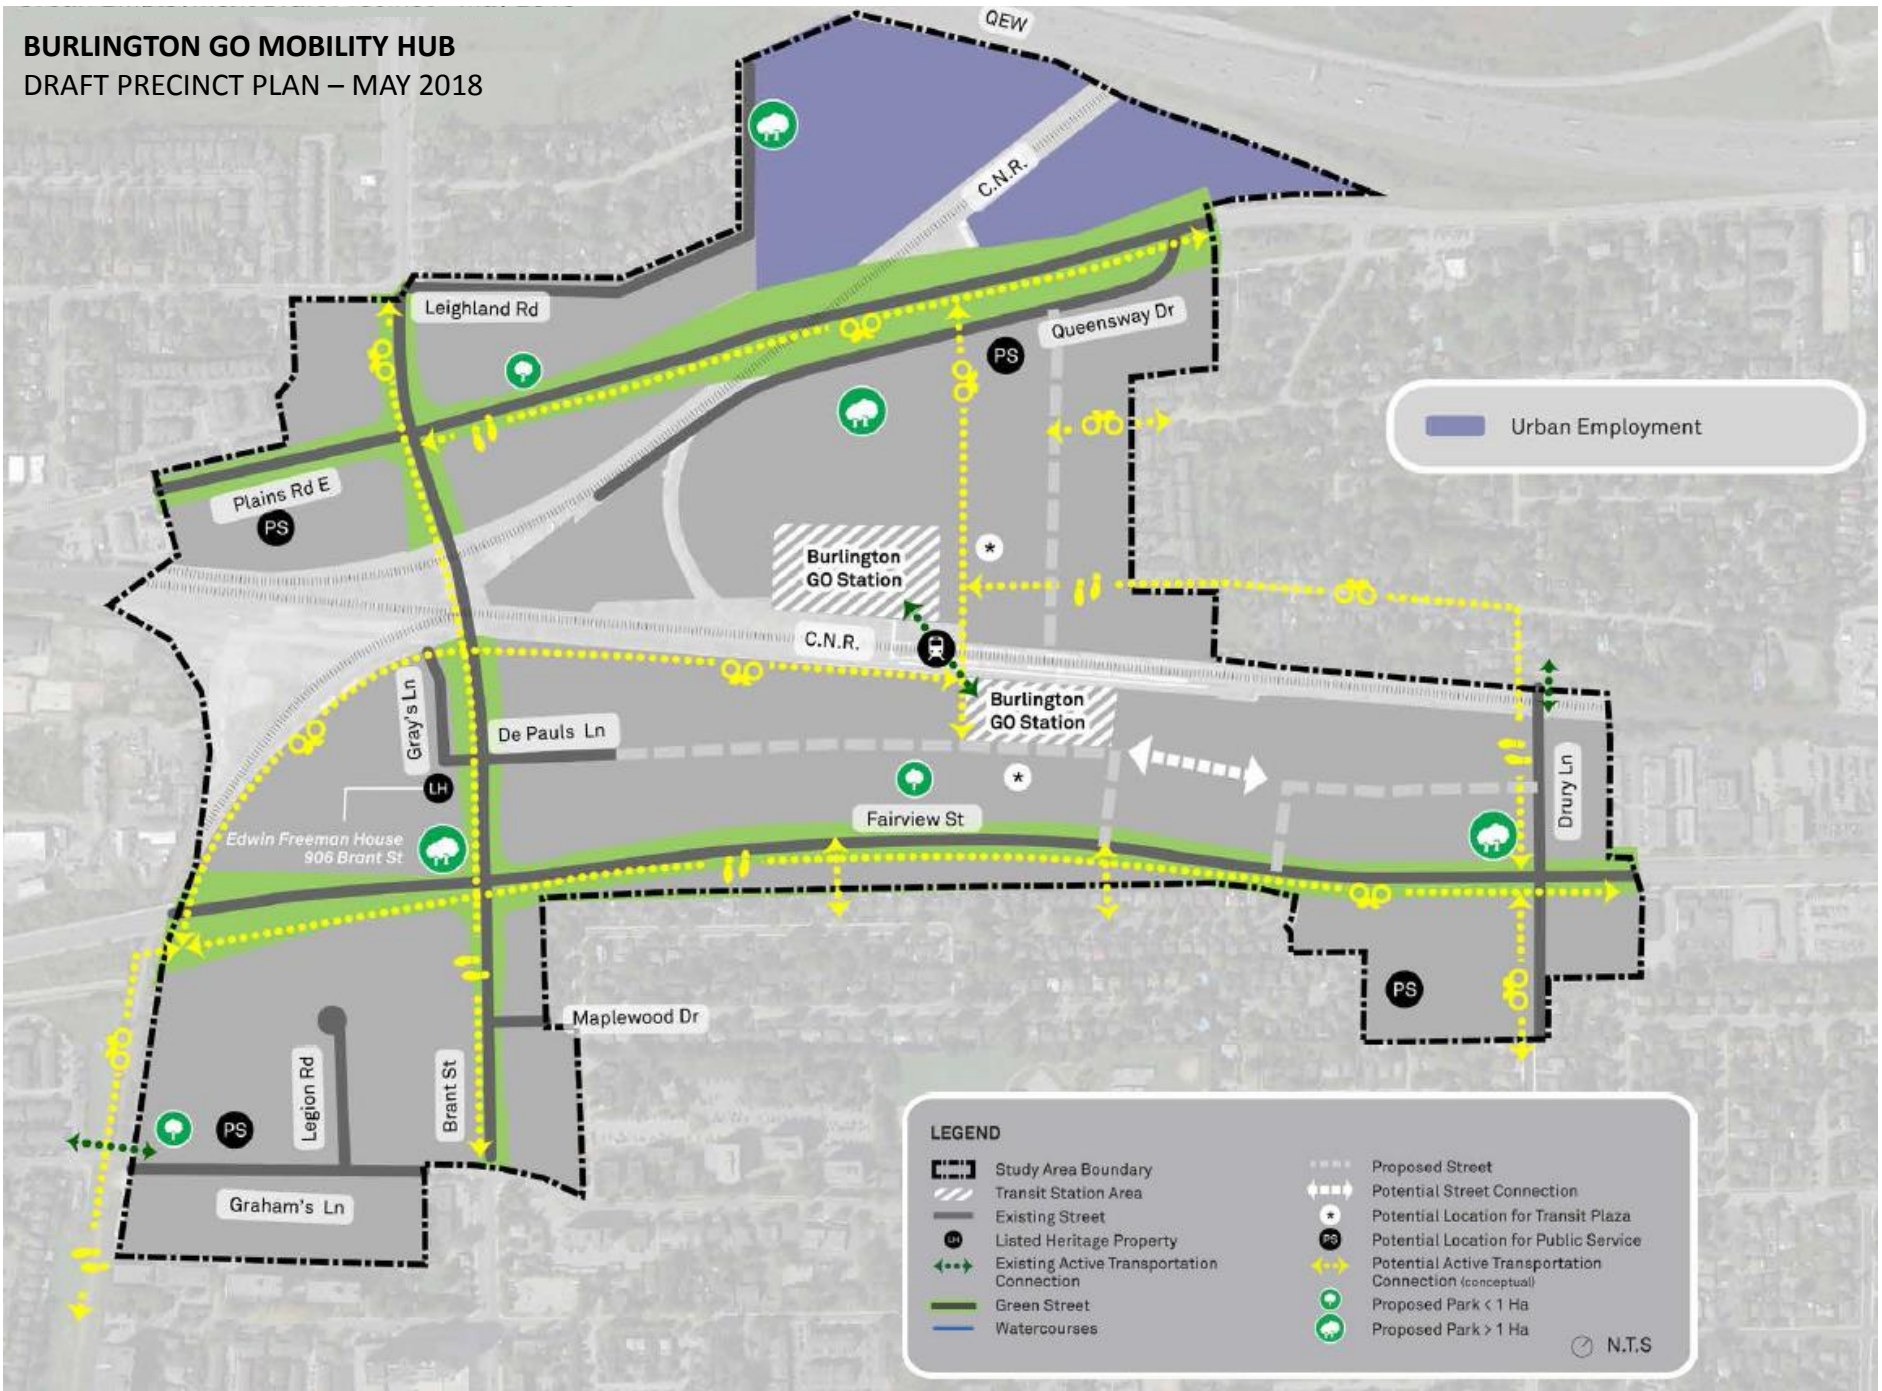 BURLINGTON GO MOBILITY HUB
DRAFT PRECINCT PLAN – MAY 2018
QEW
C.N.R.
Leighland Rd
Queensway Dr
PS
Urban Employment
Plains Rd E
PS
Burlington
GO Station
*
C.N.R.
Burlington
GO Station
Gray's Ln
De Pauls Ln
LH
*
Drury Ln
Fairview St
Edwin Freeman House
906 Brant St
PS
Maplewood Dr
Legion Rd
Brant St
PS
Graham's Ln
LEGEND
Study Area Boundary
Transit Station Area
Existing Street
LH Listed Heritage Property
Existing Active Transportation
Connection
Green Street
Watercourses
Proposed Street
Potential Street Connection
* Potential Location for Transit Plaza
PS Potential Location for Public Service
Potential Active Transportation
Connection (conceptual)
Proposed Park < 1 Ha
Proposed Park > 1 Ha
N.T.S